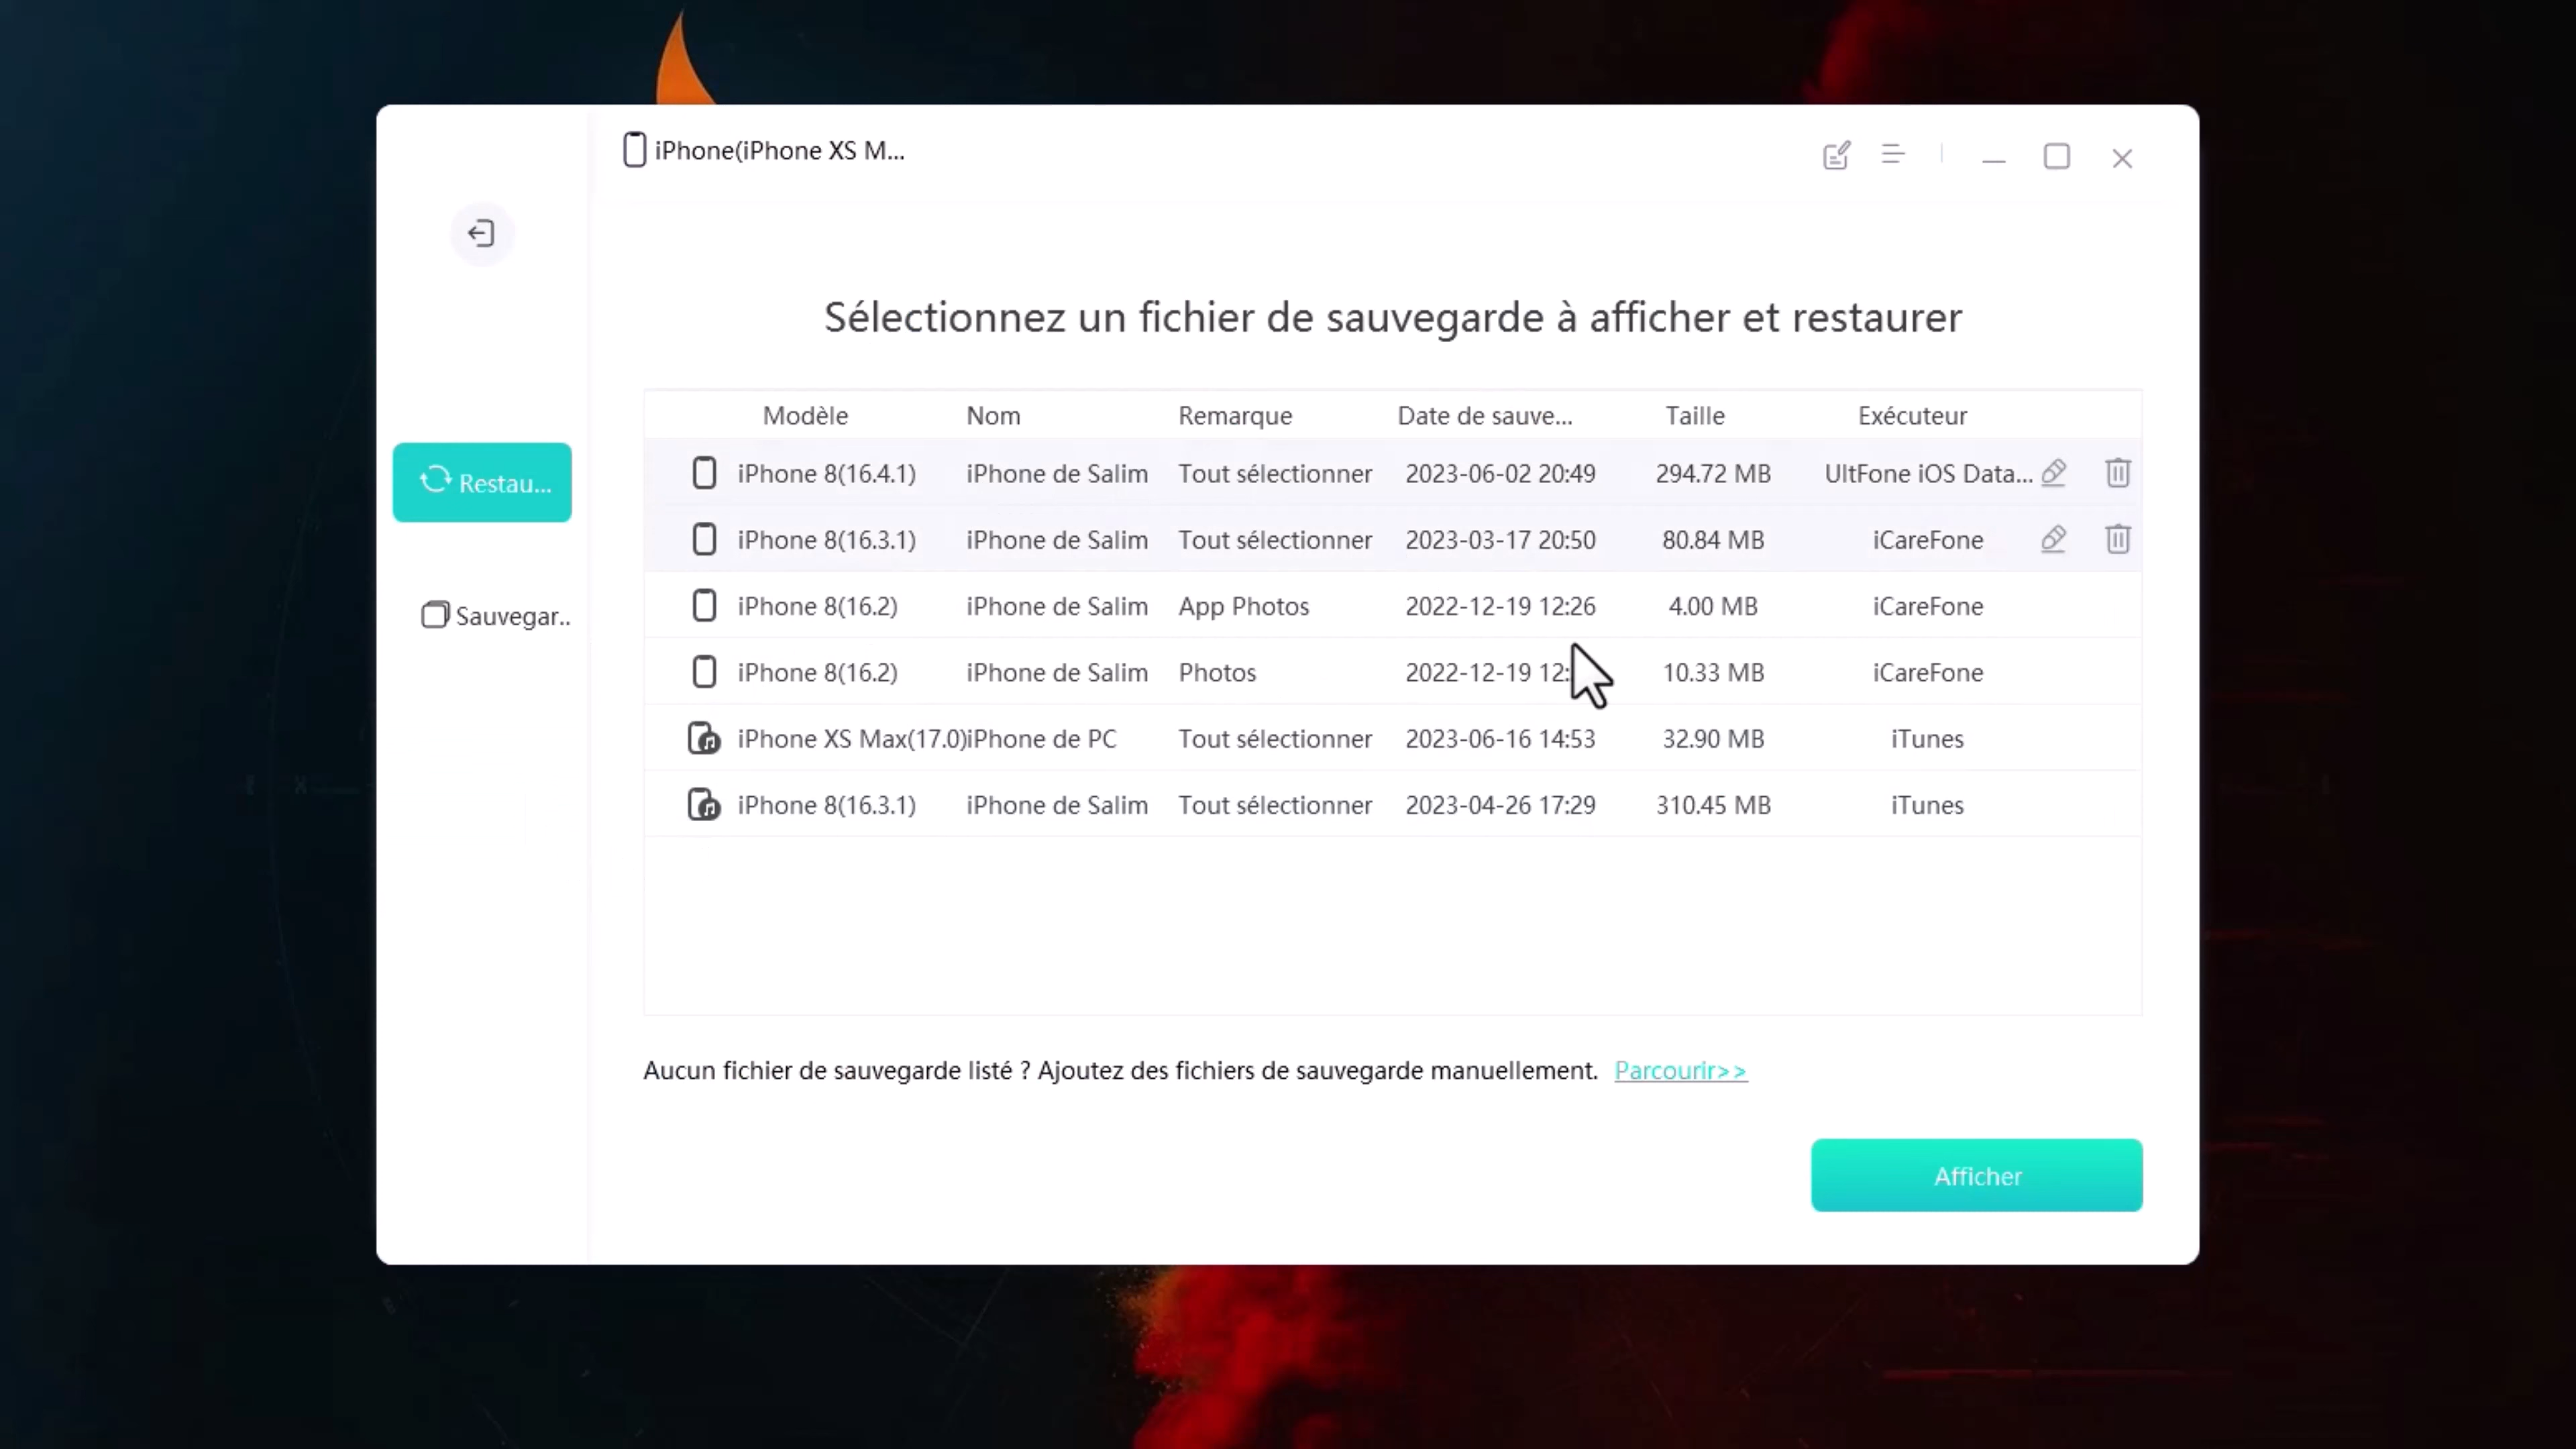 iPhone(iPhone XS M...
Sélectionnez un fichier de sauvegarde à afficher et restaurer
Restau...
Sauvegar..
Modèle Nom Remarque Date de sauve... Taille Exécuteur
iPhone 8(16.4.1) iPhone de Salim Tout sélectionner 2023-06-02 20:49 294.72 MB UltFone iOS Data...
iPhone 8(16.3.1) iPhone de Salim Tout sélectionner 2023-03-17 20:50 80.84 MB iCareFone
iPhone 8(16.2) iPhone de Salim App Photos 2022-12-19 12:26 4.00 MB iCareFone
iPhone 8(16.2) iPhone de Salim Photos 2022-12-19 12: 10.33 MB iCareFone
iPhone XS Max(17.0)iPhone de PC Tout sélectionner 2023-06-16 14:53 32.90 MB iTunes
iPhone 8(16.3.1) iPhone de Salim Tout sélectionner 2023-04-26 17:29 310.45 MB iTunes
Aucun fichier de sauvegarde listé ? Ajoutez des fichiers de sauvegarde manuellement. Parcourir>>
Afficher